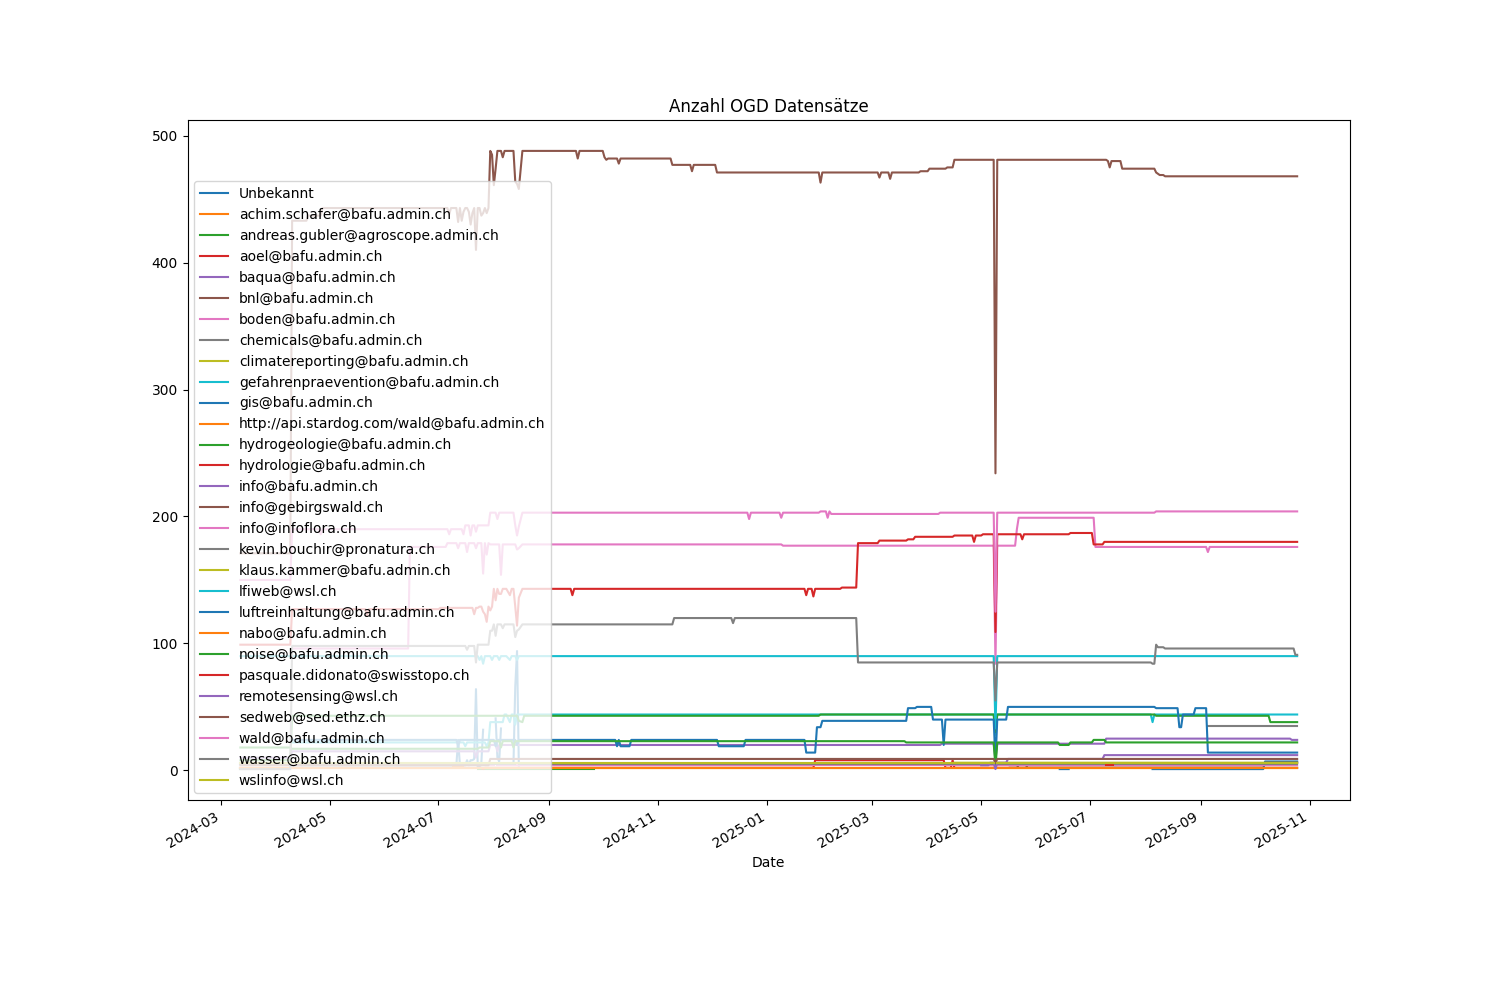 Anzahl OGD Datensätze
500
400
300
200
100
0
Unbekannt
achim.schafer@bafu.admin.ch
andreas.gubler@agroscope.admin.ch
aoel@bafu.admin.ch
baqua@bafu.admin.ch
bnl@bafu.admin.ch
boden@bafu.admin.ch
chemicals@bafu.admin.ch
climatereporting@bafu.admin.ch
gefahrenpraevention@bafu.admin.ch
gis@bafu.admin.ch
http://api.stardog.com/wald@bafu.admin.ch
hydrogeologie@bafu.admin.ch
hydrologie@bafu.admin.ch
info@bafu.admin.ch
info@gebirgswald.ch
info@infoflora.ch
kevin.bouchir@pronatura.ch
klaus.kammer@bafu.admin.ch
lfiweb@wsl.ch
luftreinhaltung@bafu.admin.ch
nabo@bafu.admin.ch
noise@bafu.admin.ch
pasquale.didonato@swisstopo.ch
remotesensing@wsl.ch
sedweb@sed.ethz.ch
wald@bafu.admin.ch
wasser@bafu.admin.ch
wslinfo@wsl.ch
2024-03 2024-05 2024-07 2024-09 2024-11 2025-01 2025-03 2025-05 2025-07 2025-09 2025-11
Date